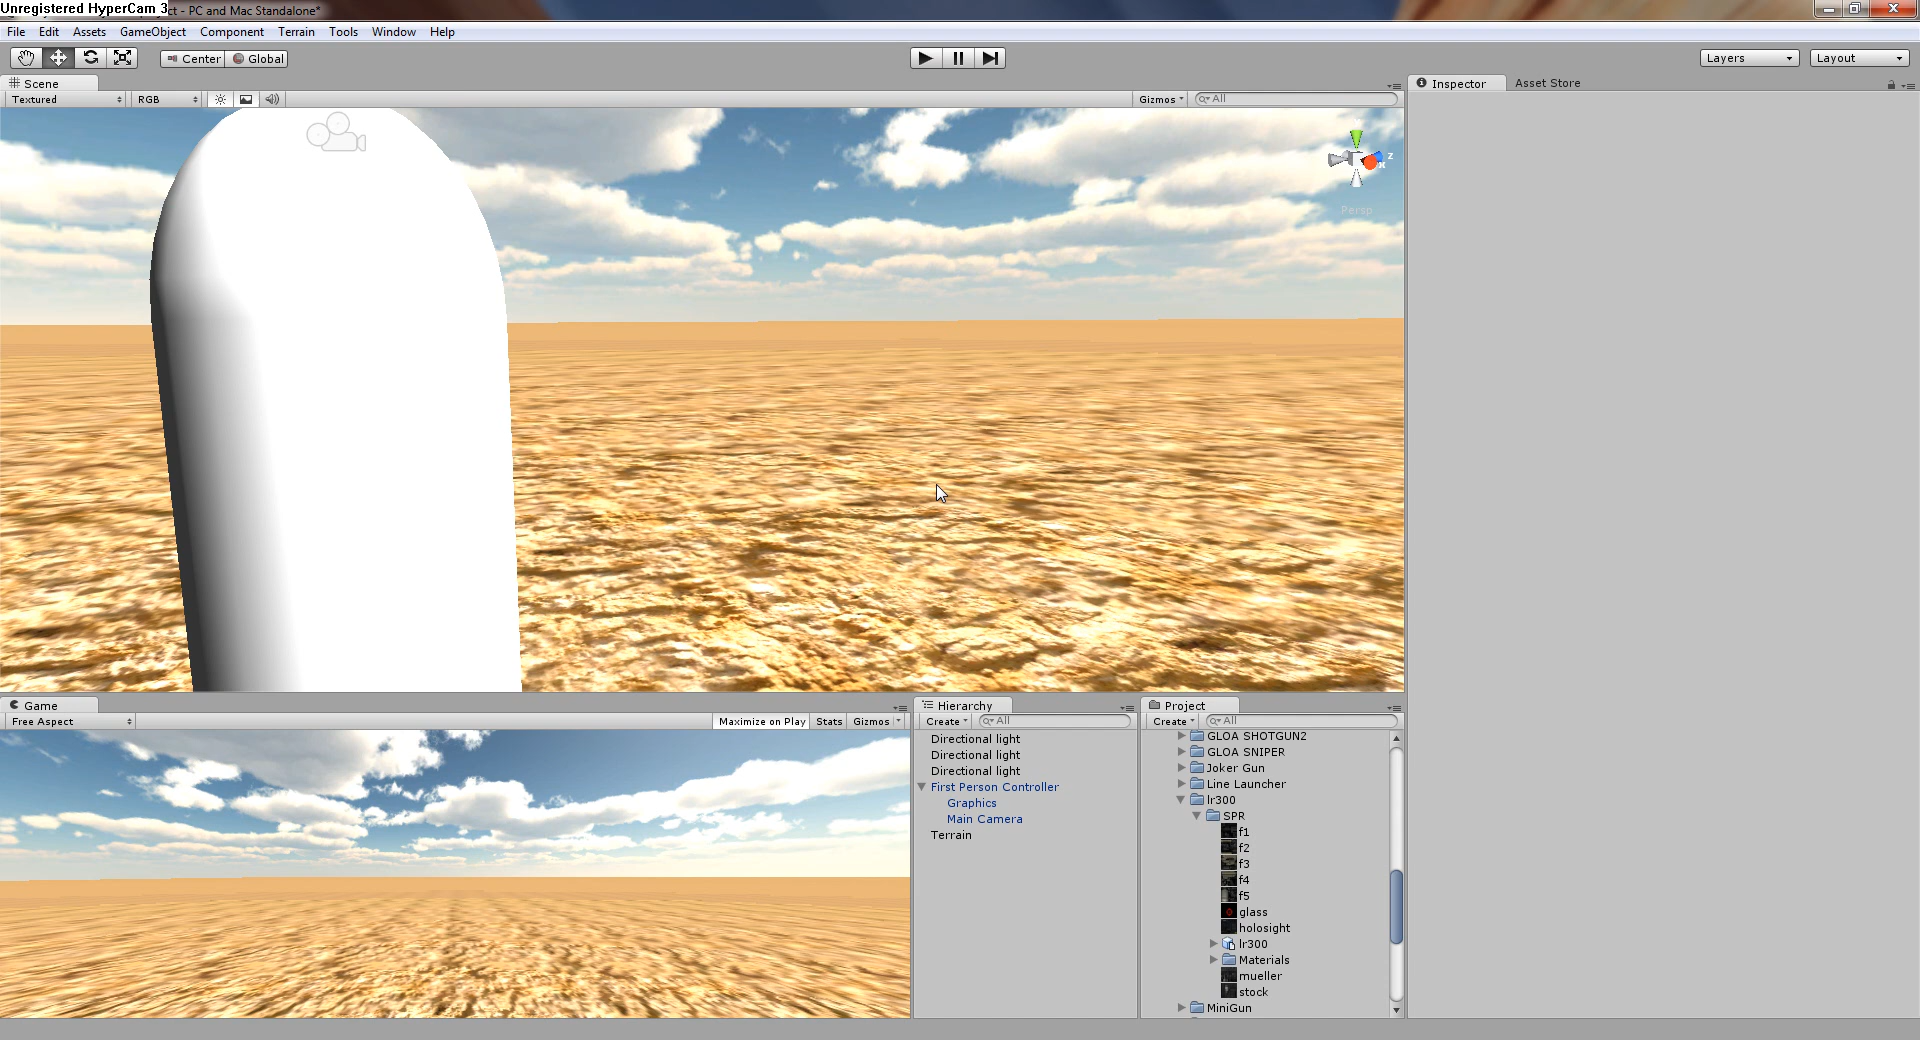 Unregistered HyperCam 3
ct - PC and Mac Standalone*
File Edit Assets GameObject Component Terrain Tools Window Help
Center Global Layers Layout
Scene
Inspector Asset Store
Textured RGB Gizmos All
z
x
Persp
Game
Free Aspect Maximize on Play Stats Gizmos
Hierarchy
Create All
Directional light
Directional light
Directional light
First Person Controller
Graphics
Main Camera
Terrain
Project
Create All
GLOA SHOTGUN2
GLOA SNIPER
Joker Gun
Line Launcher
lr300
SPR
f1
f2
f3
f4
f5
glass
holosight
lr300
Materials
mueller
stock
MiniGun